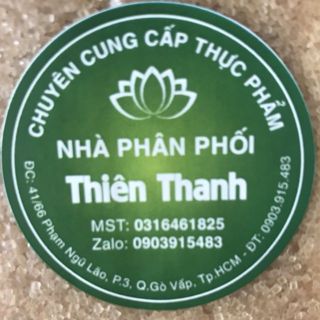 CHUYÊN CUNG CẤP THỰC PHẨM
NHÀ PHÂN PHỐI
Thiên Thanh
MST: 0316461825
Zalo: 0903915483
ĐC: 41/66 Phạm Ngũ Lão, P.3, Q.Gò Vấp, Tp.HCM - ĐT: 0903.915.483